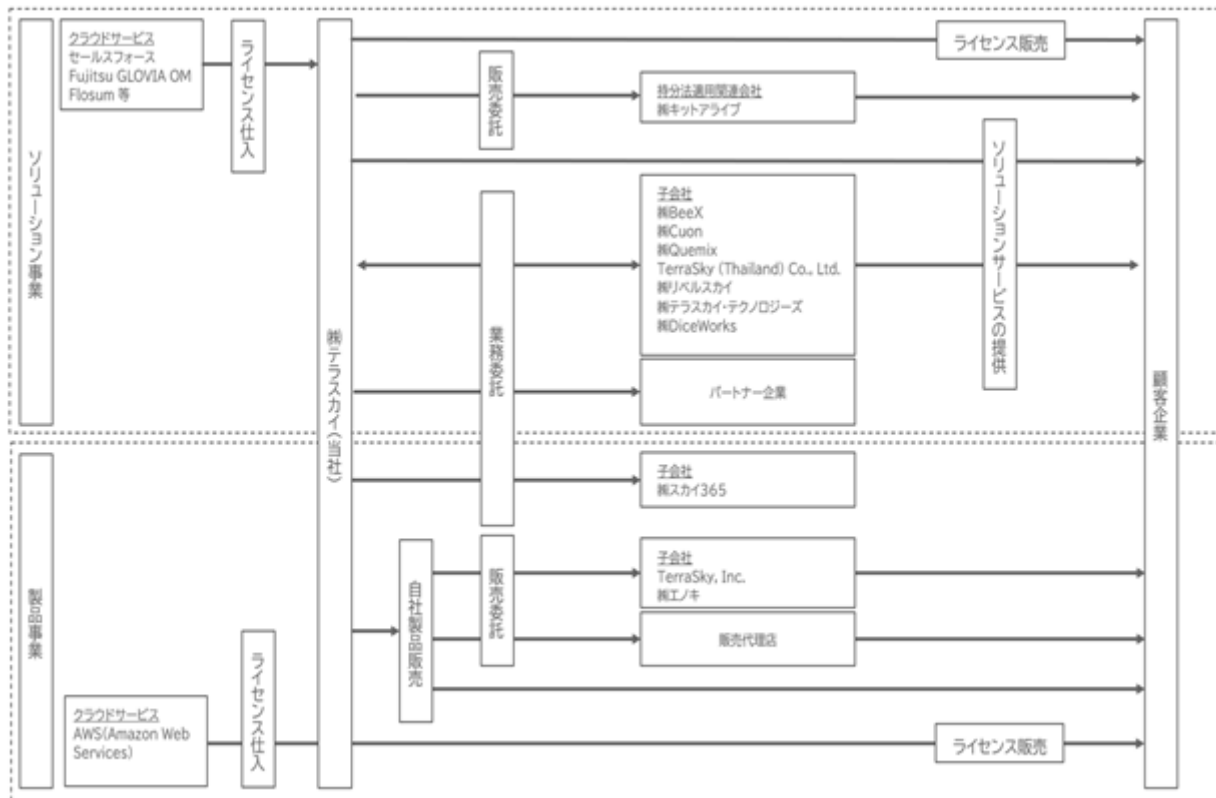 クラウドサービス
セールスフォース
Fujitsu GLOVIA OM
Flosum 等
ライセンス仕入
ライセンス販売
販売委託
持分法適用関連会社
㈱キットアライブ
ソリューション事業
ソリューションサービスの提供
子会社
㈱BeeX
㈱Cuon
㈱Quemix
TerraSky (Thailand) Co., Ltd.
㈱リベルスカイ
㈱テラスカイ・テクノロジーズ
㈱DiceWorks
業務委託
パートナー企業
㈱テラスカイ(当社)
顧客企業
子会社
㈱スカイ365
製品事業
自社製品販売
販売委託
子会社
TerraSky, Inc.
㈱エノキ
販売代理店
クラウドサービス
AWS(Amazon Web
Services)
ライセンス仕入
ライセンス販売